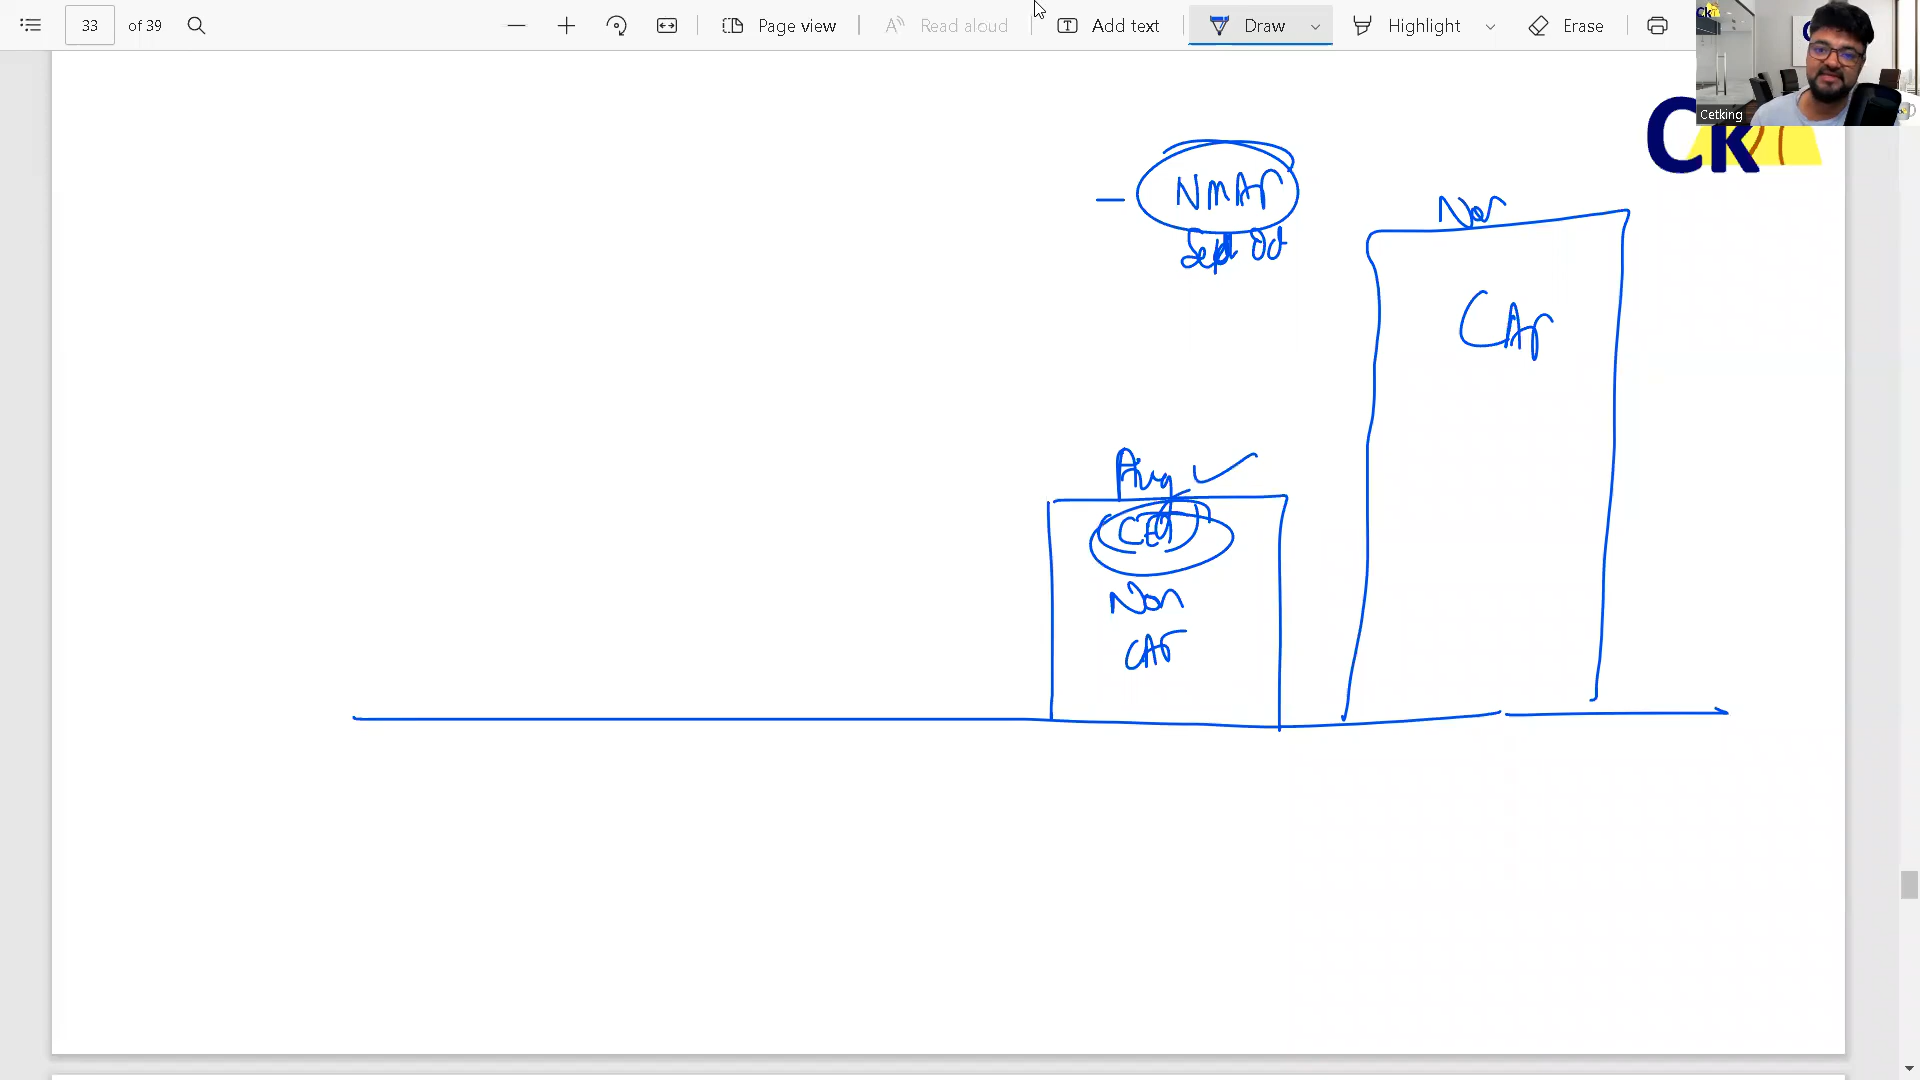 33 of 39 Page view Read aloud Add text Draw Highlight Erase
Cetking
CK
NMAT
Sept Oct
Nov
CAT
Aug
CET
Non
CAT